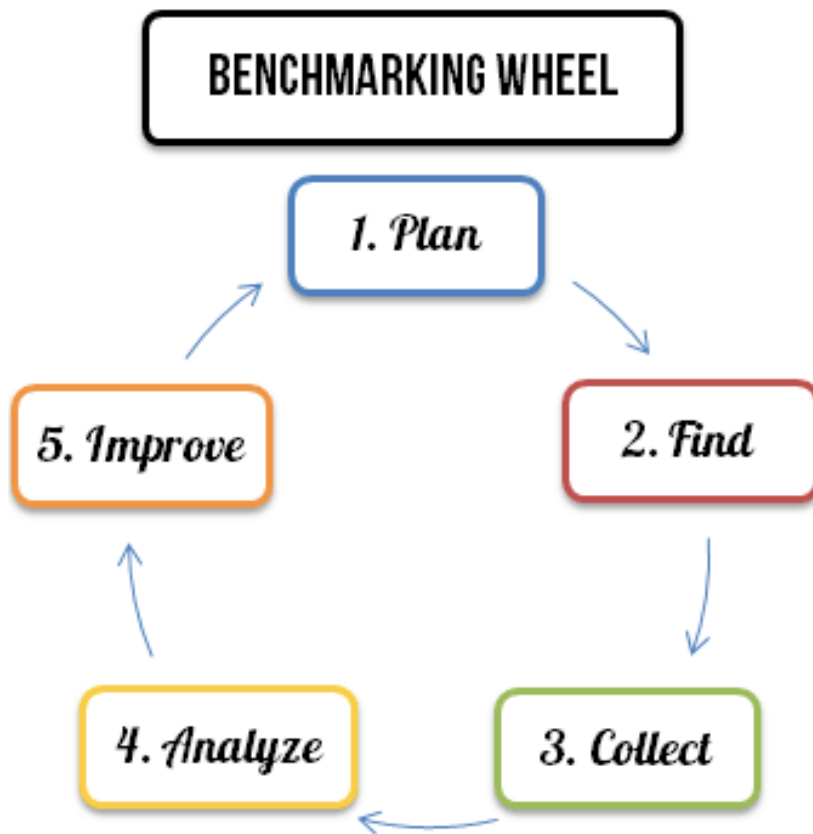 BENCHMARKING WHEEL
1. Plan
2. Find
3. Collect
4. Analyze
5. Improve